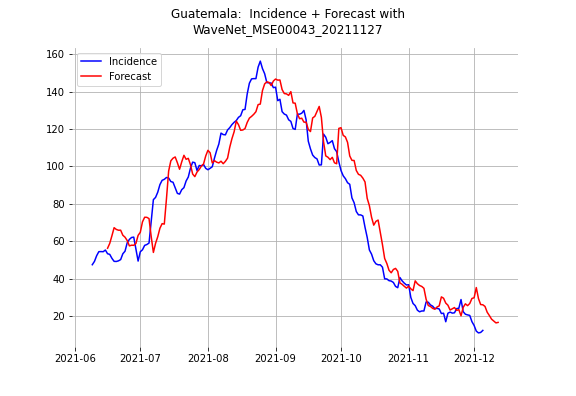 Guatemala:  Incidence + Forecast with
WaveNet_MSE00043_20211127
Incidence
Forecast
160
140
120
100
80
60
40
20
2021-06 2021-07 2021-08 2021-09 2021-10 2021-11 2021-12